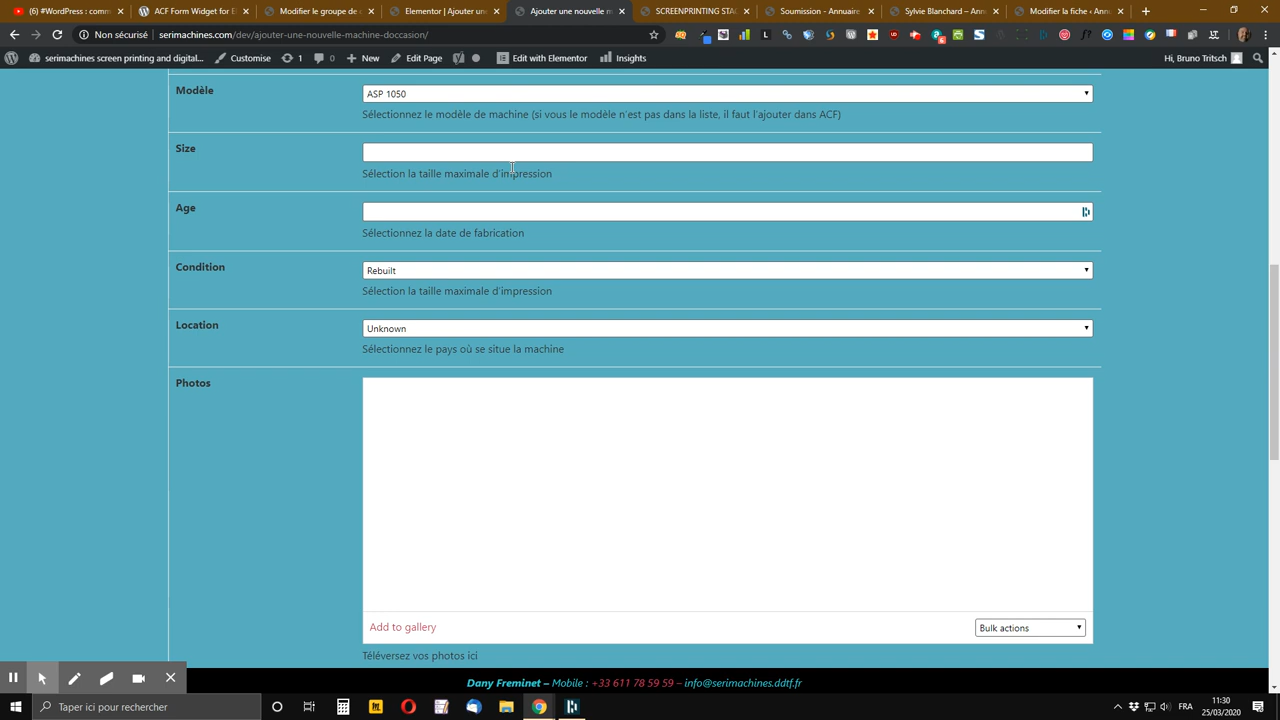 (6) #WordPress : comm
ACF Form Widget for E
Modifier le groupe de c
Elementor | Ajouter une
Ajouter une nouvelle m
SCREENPRINTING STA
Soumission - Annuaire
Sylvie Blanchard – Ann
Modifier la fiche ‹ Anno
Non sécurisé | serimachines.com/dev/ajouter-une-nouvelle-machine-doccasion/
serimachines screen printing and digital... Customise 1 0 New Edit Page Edit with Elementor Insights Hi, Bruno Tritsch
Modèle
ASP 1050
Sélectionnez le modèle de machine (si vous le modèle n'est pas dans la liste, il faut l'ajouter dans ACF)
Size
Sélection la taille maximale d'impression
Age
Sélectionnez la date de fabrication
Condition
Rebuilt
Sélection la taille maximale d'impression
Location
Unknown
Sélectionnez le pays où se situe la machine
Photos
Add to gallery
Bulk actions
Téléversez vos photos ici
Dany Freminet – Mobile : +33 611 78 59 59 – info@serimachines.ddtf.fr
Taper ici pour rechercher
FRA
11:30
25/03/2020